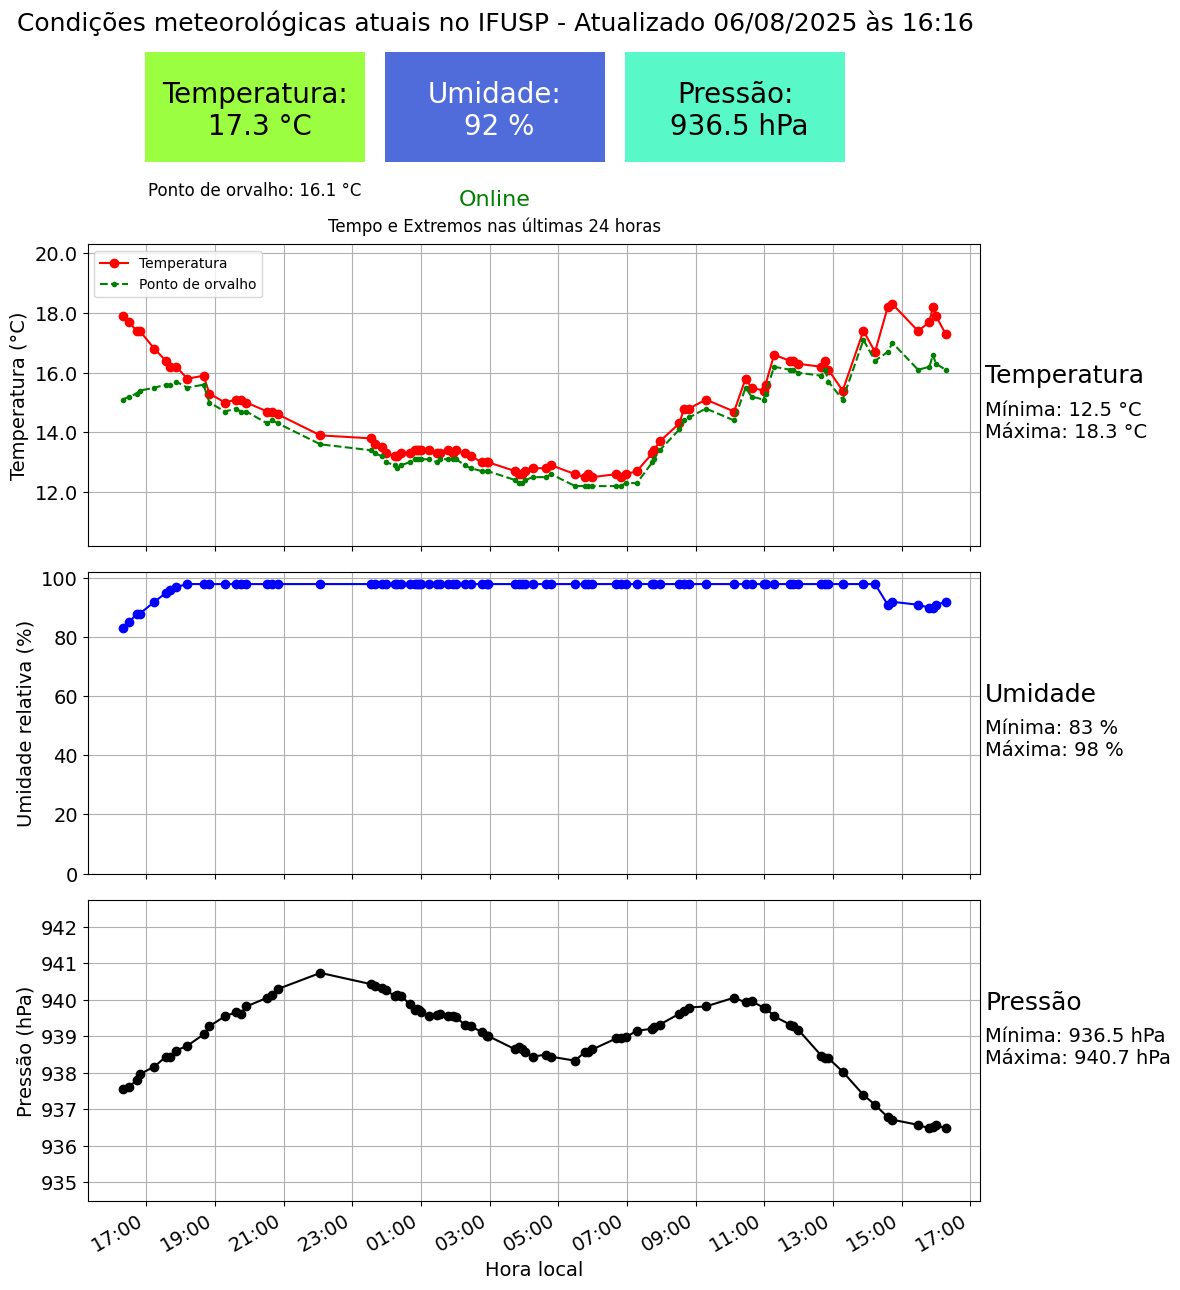 Condições meteorológicas atuais no IFUSP - Atualizado 06/08/2025 às 16:16
Temperatura:
17.3 °C
Umidade:
92 %
Pressão:
936.5 hPa
Ponto de orvalho: 16.1 °C
Online
Tempo e Extremos nas últimas 24 horas
Temperatura (°C)
20.0
18.0
16.0
14.0
12.0
Temperatura
Ponto de orvalho
Temperatura
Mínima: 12.5 °C
Máxima: 18.3 °C
Umidade relativa (%)
100
80
60
40
20
0
Umidade
Mínima: 83 %
Máxima: 98 %
Pressão (hPa)
942
941
940
939
938
937
936
935
Pressão
Mínima: 936.5 hPa
Máxima: 940.7 hPa
17:00 19:00 21:00 23:00 01:00 03:00 05:00 07:00 09:00 11:00 13:00 15:00 17:00
Hora local